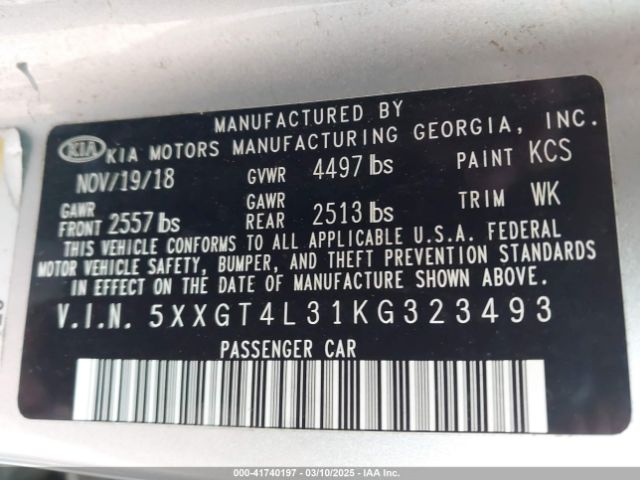 MANUFACTURED BY
KIA KIA MOTORS MANUFACTURING GEORGIA, INC.
NOV/19/18 GVWR 4497 lbs PAINT KCS
GAWR FRONT 2557 lbs GAWR REAR 2513 lbs TRIM WK
THIS VEHICLE CONFORMS TO ALL APPLICABLE U.S.A. FEDERAL
MOTOR VEHICLE SAFETY, BUMPER, AND THEFT PREVENTION STANDARDS
IN EFFECT ON THE DATE OF MANUFACTURE SHOWN ABOVE.
V.I.N. 5XXGT4L31KG323493
PASSENGER CAR
000-41740197 - 03/10/2025 - IAA Inc.